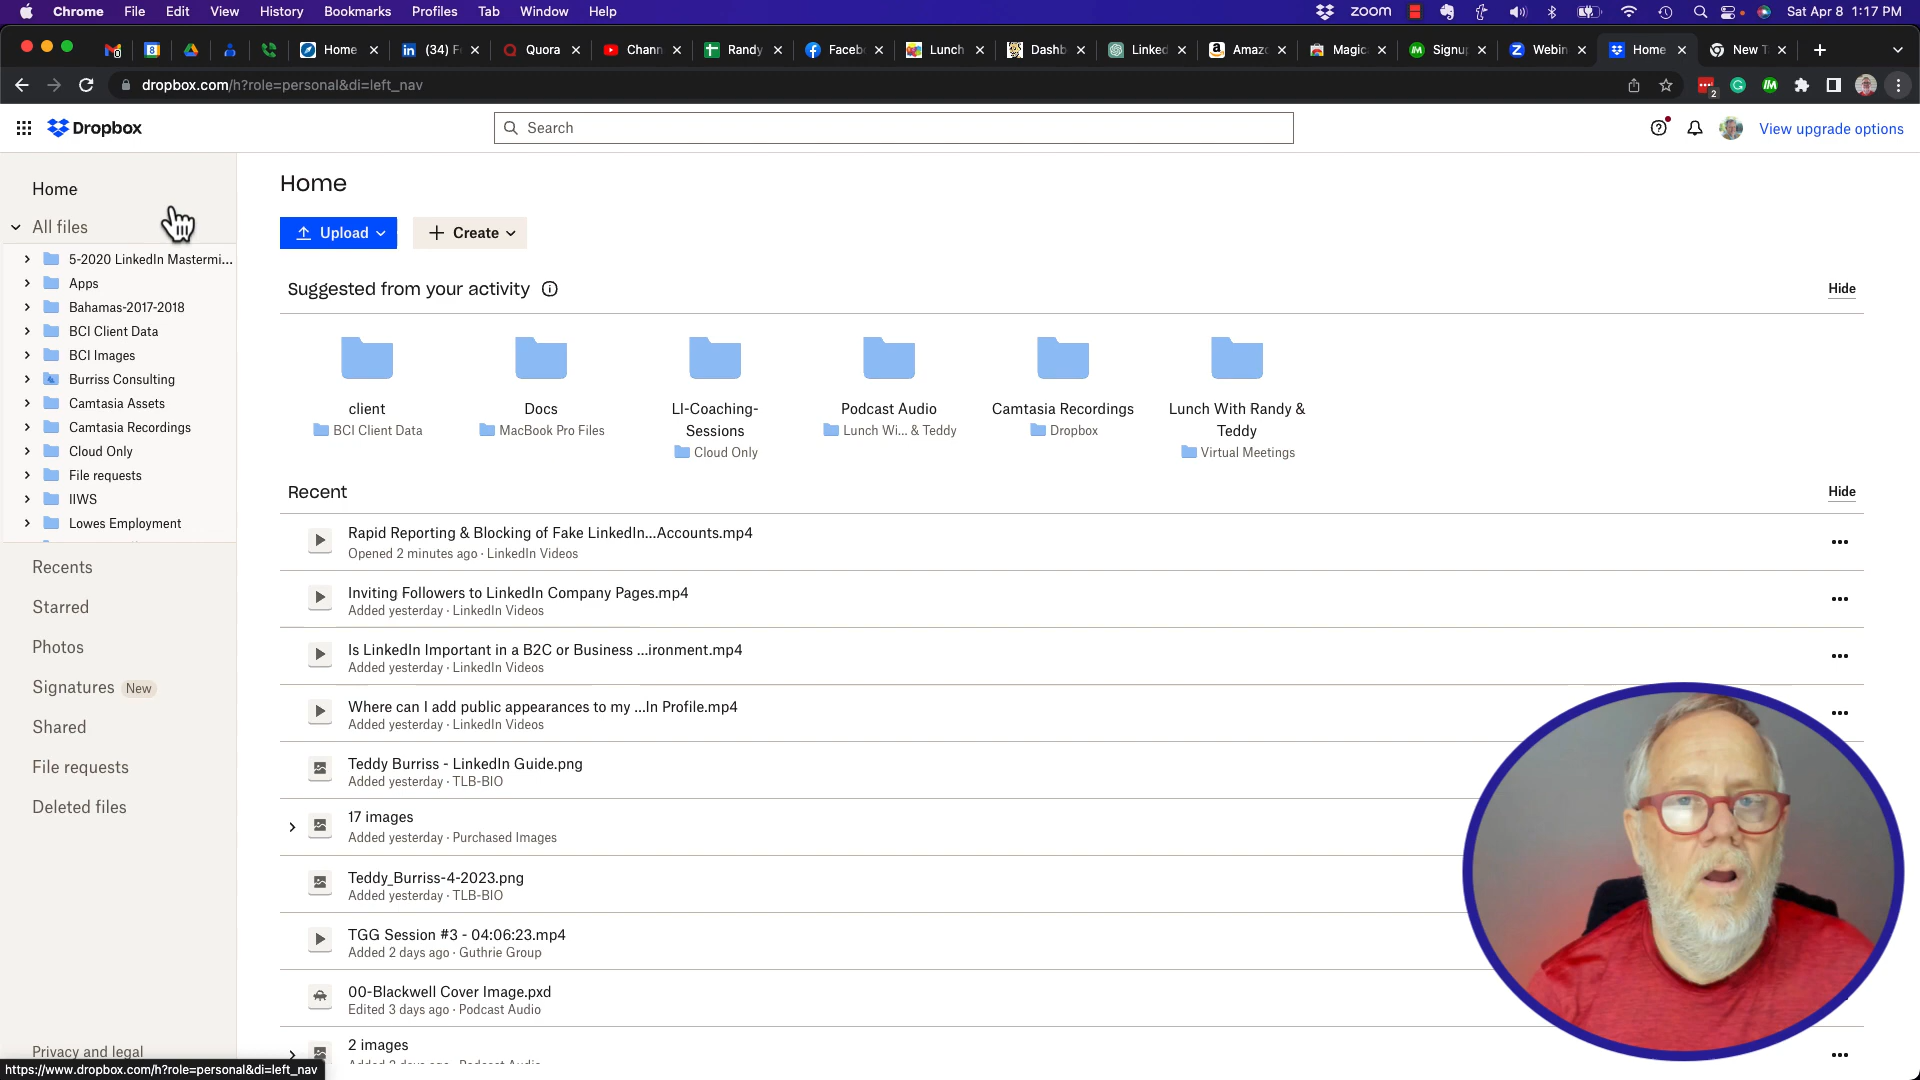 Chrome File Edit View History Bookmarks Profiles Tab Window Help zoom Sat Apr 8 1:17 PM
Home (34) Fe Quora Chann Randy Faceb Lunch Dashb Linked Amaz Magic Signu Webin Home New T
dropbox.com/h?role=personal&di=left_nav 2
Dropbox Search View upgrade options
Home
All files
5-2020 LinkedIn Mastermi...
Apps
Bahamas-2017-2018
BCI Client Data
BCI Images
Burriss Consulting
Camtasia Assets
Camtasia Recordings
Cloud Only
File requests
IIWS
Lowes Employment
Recents
Starred
Photos
Signatures New
Shared
File requests
Deleted files
Privacy and legal
https://www.dropbox.com/h?role=personal&di=left_nav
Home
Upload Create
Suggested from your activity Hide
client
BCI Client Data
Docs
MacBook Pro Files
LI-Coaching-
Sessions
Cloud Only
Podcast Audio
Lunch Wi... & Teddy
Camtasia Recordings
Dropbox
Lunch With Randy &
Teddy
Virtual Meetings
Recent Hide
Rapid Reporting & Blocking of Fake LinkedIn...Accounts.mp4
Opened 2 minutes ago · LinkedIn Videos
Inviting Followers to LinkedIn Company Pages.mp4
Added yesterday · LinkedIn Videos
Is LinkedIn Important in a B2C or Business ...ironment.mp4
Added yesterday · LinkedIn Videos
Where can I add public appearances to my ...In Profile.mp4
Added yesterday · LinkedIn Videos
Teddy Burriss - LinkedIn Guide.png
Added yesterday · TLB-BIO
17 images
Added yesterday · Purchased Images
Teddy_Burriss-4-2023.png
Added yesterday · TLB-BIO
TGG Session #3 - 04:06:23.mp4
Added 2 days ago · Guthrie Group
00-Blackwell Cover Image.pxd
Edited 3 days ago · Podcast Audio
2 images